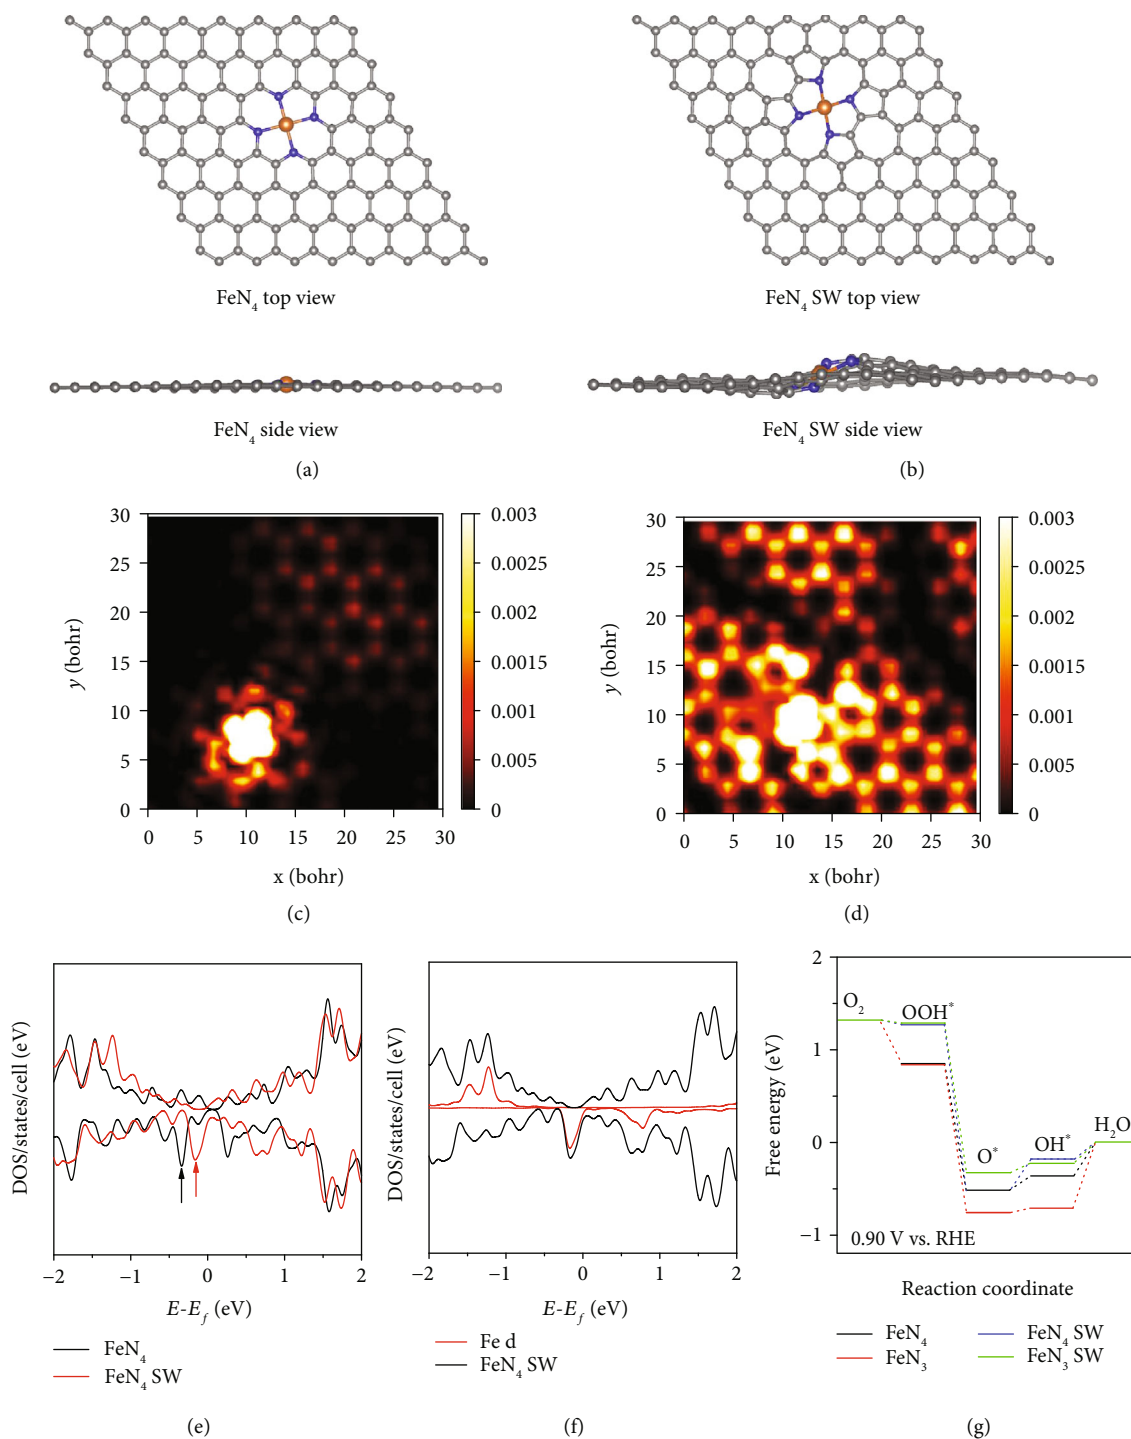 FeN₄ top view
FeN₄ SW top view
FeN₄ side view
FeN₄ SW side view
(a)
(b)
30
25
20
15
10
5
0
y (bohr)
0 5 10 15 20 25 30
x (bohr)
0.003
0.0025
0.002
0.0015
0.001
0.0005
0
(c)
30
25
20
15
10
5
0
y (bohr)
0 5 10 15 20 25 30
x (bohr)
0.003
0.0025
0.002
0.0015
0.001
0.0005
0
(d)
DOS/states/cell (eV)
−2 −1 0 1 2
E-E_f (eV)
FeN₄
FeN₄ SW
(e)
DOS/states/cell (eV)
−2 −1 0 1 2
E-E_f (eV)
Fe d
FeN₄ SW
(f)
2
1
0
−1
Free energy (eV)
O₂
OOH*
O*
OH*
H₂O
0.90 V vs. RHE
Reaction coordinate
FeN₄ FeN₄ SW
FeN₃ FeN₃ SW
(g)